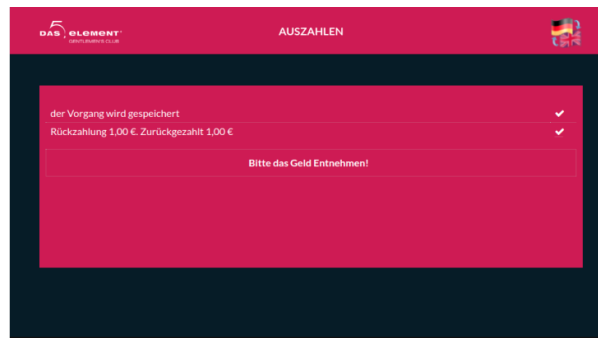 5
DAS ELEMENT
GENTLEMEN'S CLUB
AUSZAHLEN
der Vorgang wird gespeichert
Rückzahlung 1,00 €. Zurückgezahlt 1,00 €
Bitte das Geld Entnehmen!